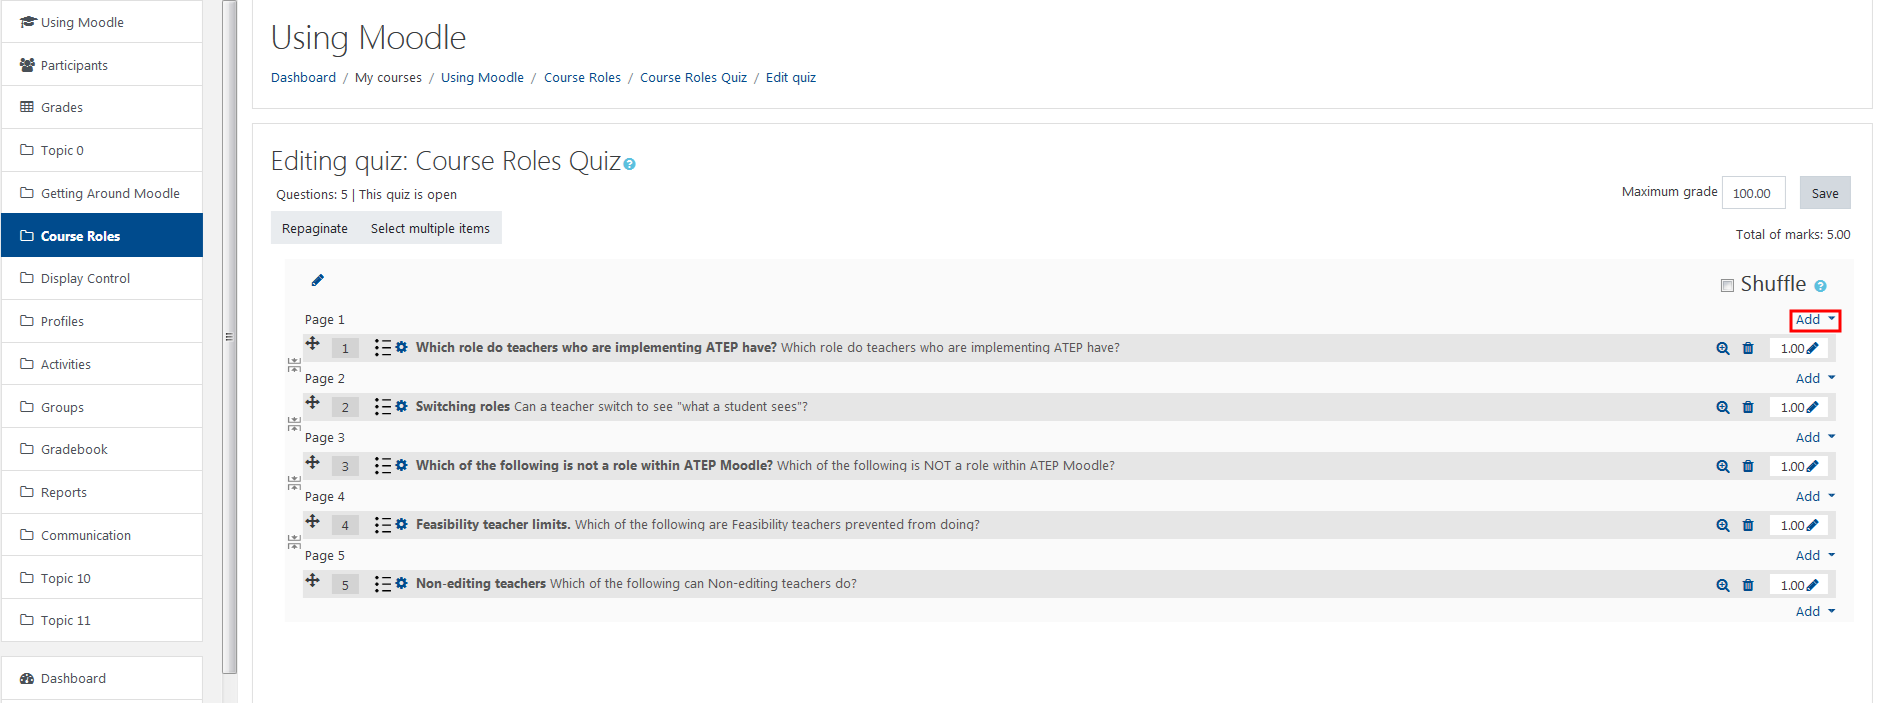 Using Moodle
Participants
Grades
Topic 0
Getting Around Moodle
Course Roles
Display Control
Profiles
Activities
Groups
Gradebook
Reports
Communication
Topic 10
Topic 11
Dashboard
Using Moodle
Dashboard / My courses / Using Moodle / Course Roles / Course Roles Quiz / Edit quiz
Editing quiz: Course Roles Quiz
Questions: 5 | This quiz is open
Maximum grade 100.00 Save
Repaginate Select multiple items
Total of marks: 5.00
Shuffle
Page 1 Add
1 Which role do teachers who are implementing ATEP have? Which role do teachers who are implementing ATEP have? 1.00
Page 2 Add
2 Switching roles Can a teacher switch to see "what a student sees"? 1.00
Page 3 Add
3 Which of the following is not a role within ATEP Moodle? Which of the following is NOT a role within ATEP Moodle? 1.00
Page 4 Add
4 Feasibility teacher limits. Which of the following are Feasibility teachers prevented from doing? 1.00
Page 5 Add
5 Non-editing teachers Which of the following can Non-editing teachers do? 1.00
Add